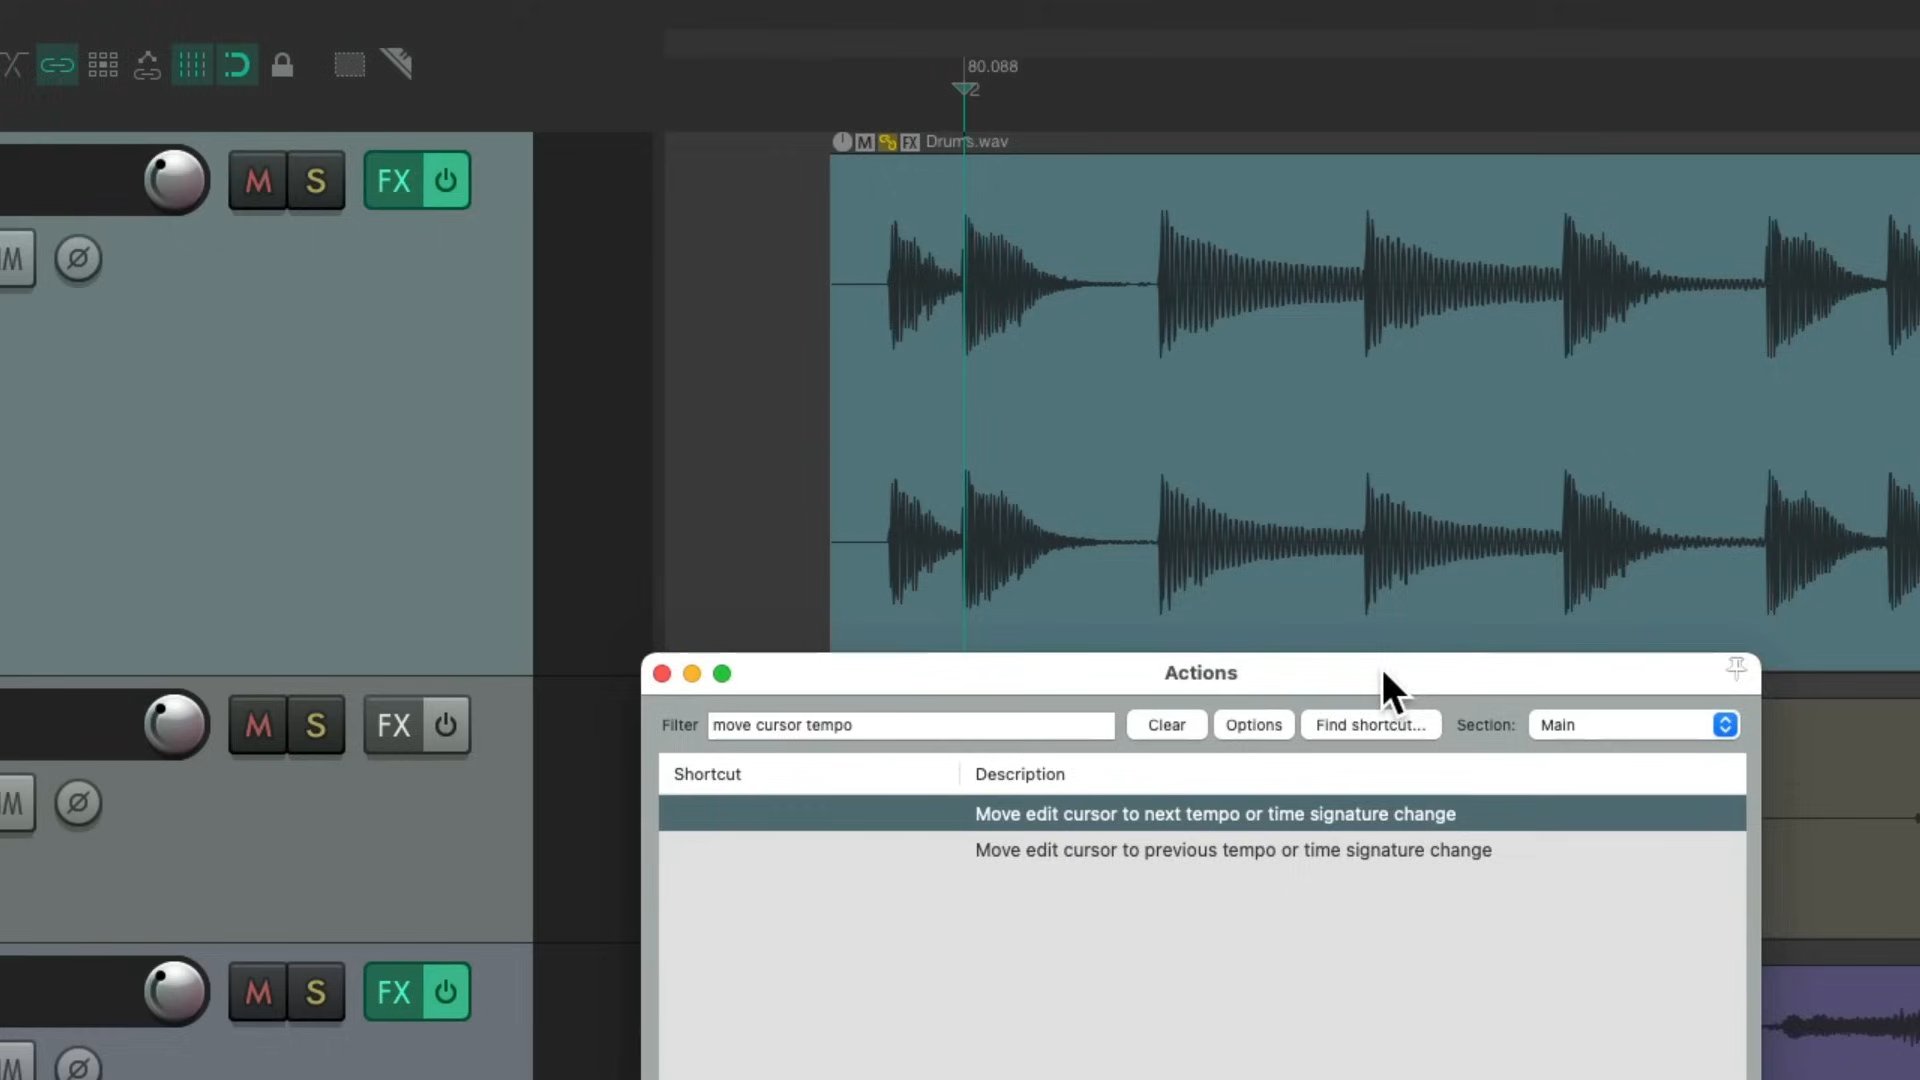 80.088
2
M FX Drums.wav
M S FX
M
Ø
M S FX
M
Ø
M S FX
M
Ø
Actions
Filter move cursor tempo Clear Options Find shortcut... Section: Main
Shortcut Description
Move edit cursor to next tempo or time signature change
Move edit cursor to previous tempo or time signature change